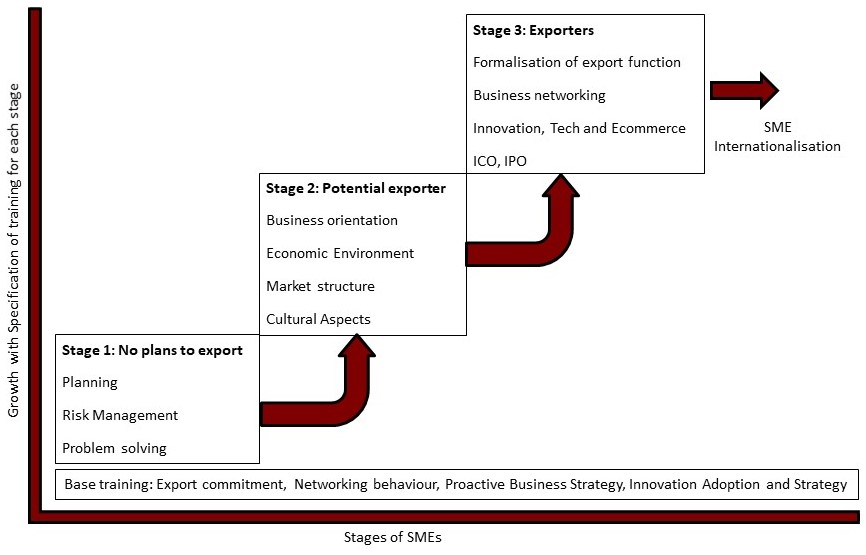 Growth with Specification of training for each stage
Stage 3: Exporters
Formalisation of export function
Business networking
Innovation, Tech and Ecommerce
ICO, IPO
SME
Internationalisation
Stage 2: Potential exporter
Business orientation
Economic Environment
Market structure
Cultural Aspects
Stage 1: No plans to export
Planning
Risk Management
Problem solving
Base training: Export commitment, Networking behaviour, Proactive Business Strategy, Innovation Adoption and Strategy
Stages of SMEs